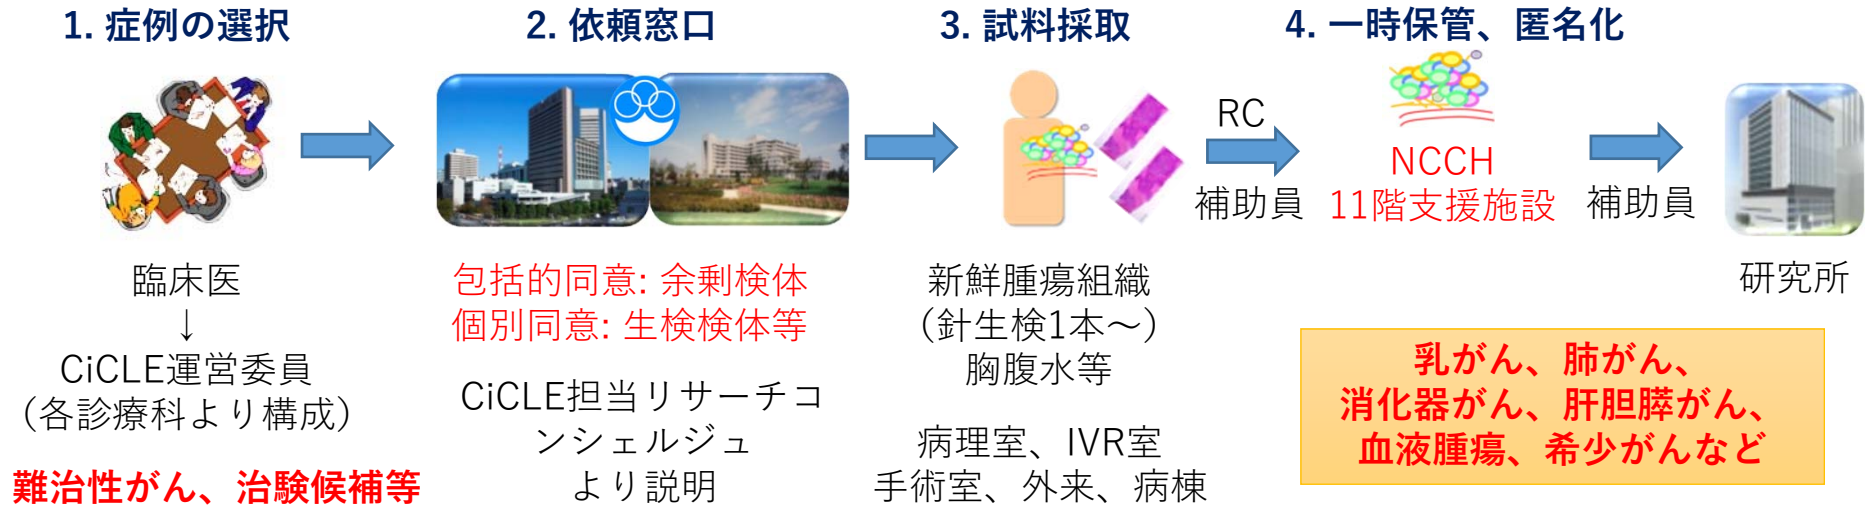 1. 症例の選択
2. 依頼窓口
3. 試料採取
4. 一時保管、匿名化
臨床医
↓
CiCLE運営委員
（各診療科より構成）
難治性がん、治験候補等
包括的同意: 余剰検体
個別同意: 生検検体等
CiCLE担当リサーチコ
ンシェルジュ
より説明
新鮮腫瘍組織
（針生検1本～）
胸腹水等
病理室、IVR室
手術室、外来、病棟
RC
補助員
NCCH
11階支援施設
補助員
研究所
乳がん、肺がん、
消化器がん、肝胆膵がん、
血液腫瘍、希少がんなど